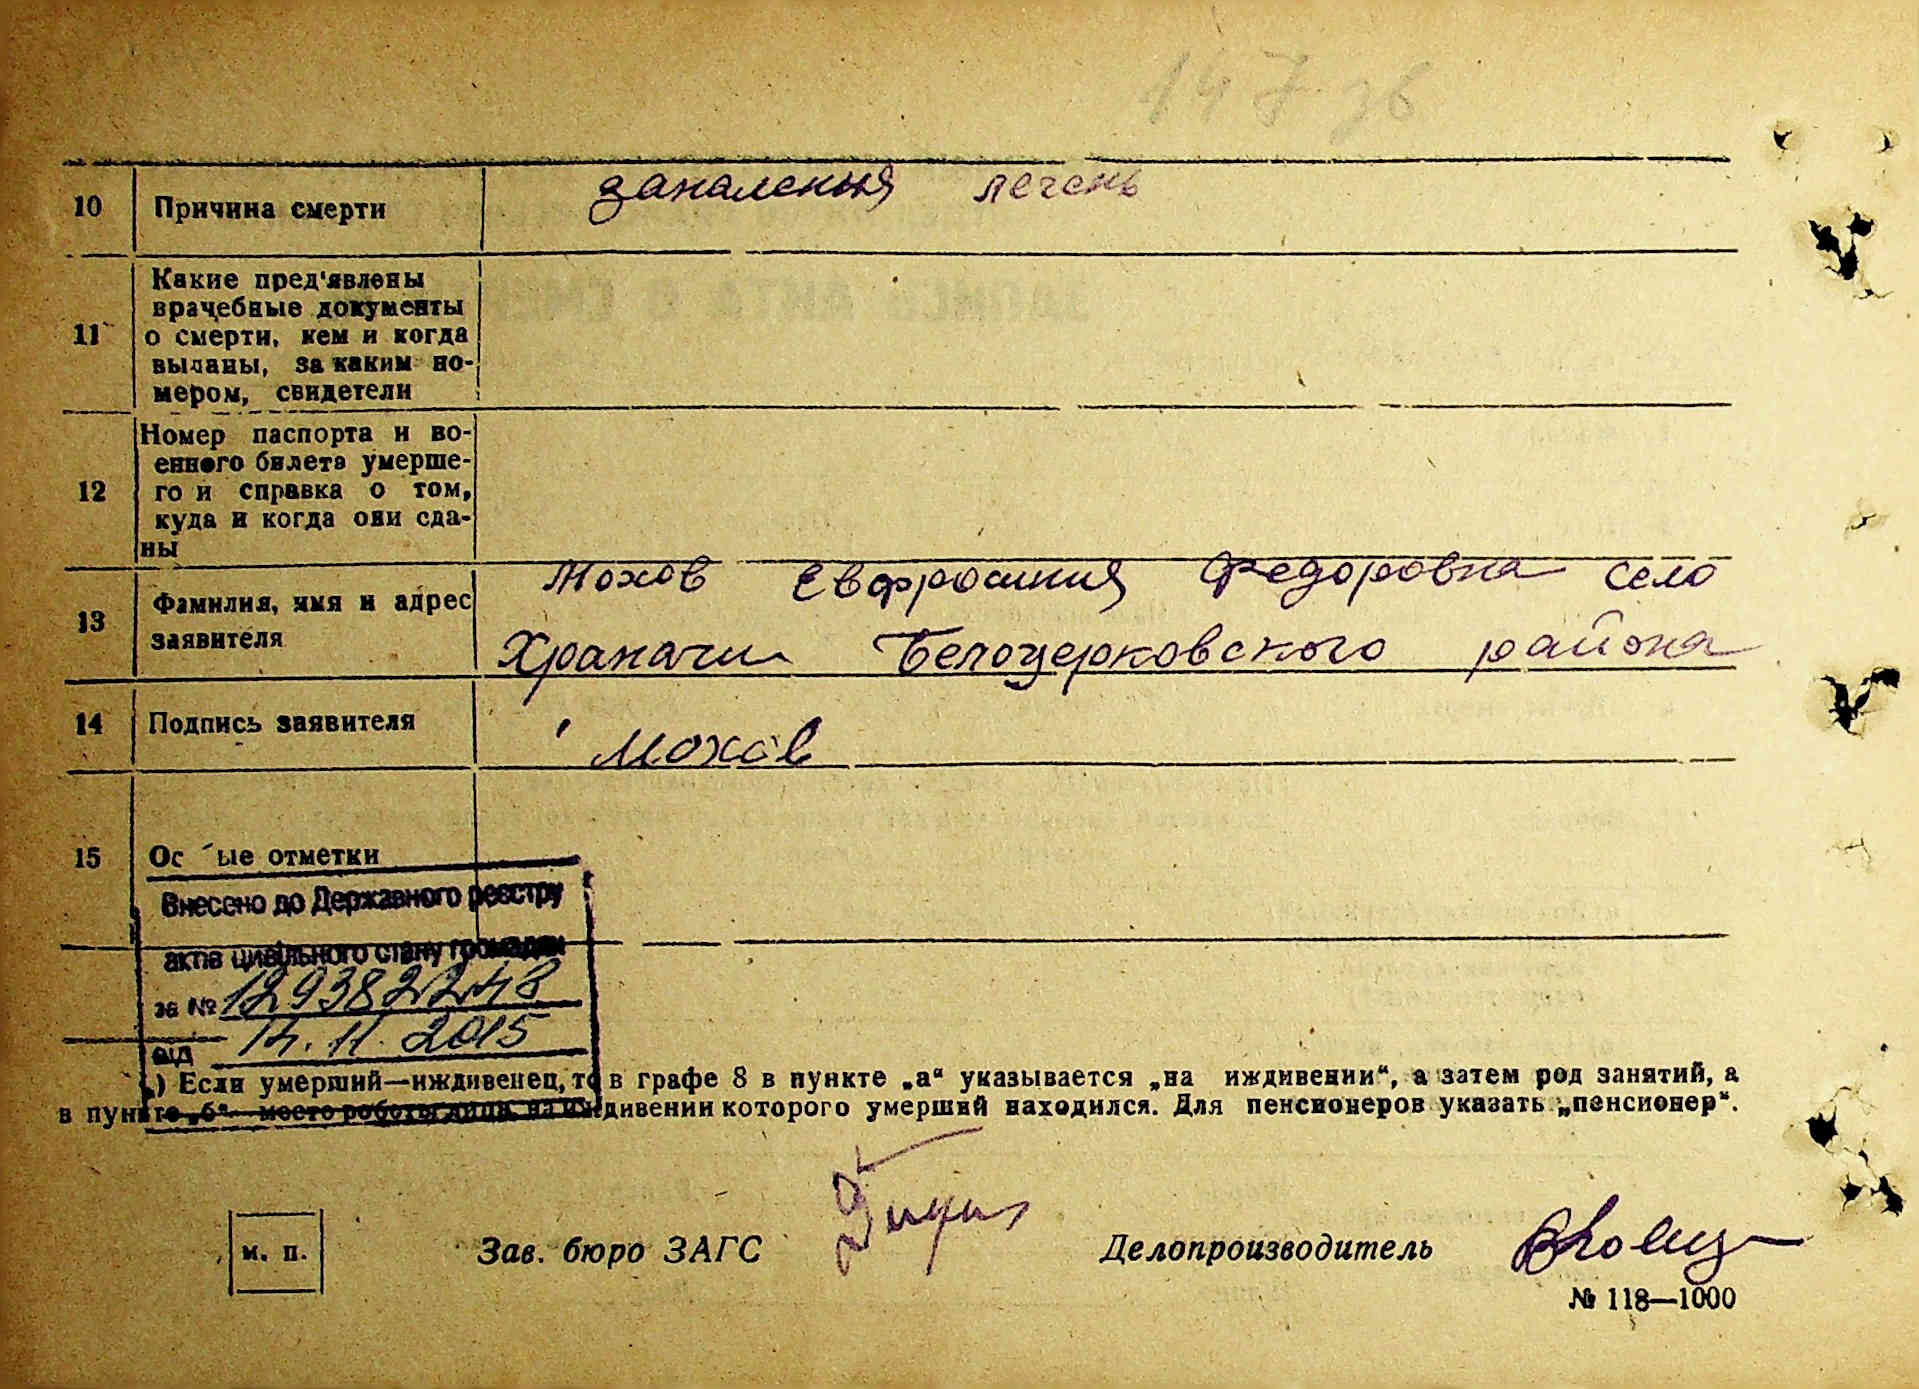 147 зв
10 Причина смерти запаления печень
11 Какие пред'явлены
врачебные документы
о смерти, кем и когда
выданы, за каким но-
мером, свидетели
12 Номер паспорта и во-
енного билета умерше-
го и справка о том,
куда и когда они сда-
ны
13 Фамилия, имя и адрес
заявителя
Мохов Евфросиния Федоровна село
Храпачи Белоцерковского района
14 Подпись заявителя Мохов
15 Ос ые отметки
Внесено до Державного реєстру
актів цивільного стану громадян
за №
від 14.11.2015
) Если умерший—иждивенец, то в графе 8 в пункте „а“ указывается „на иждивении“, а затем род занятий, а
в пункте „б“ место работы лица, на иждивении которого умерший находился. Для пенсионеров указать „пенсионер“.
м. п. Зав. бюро ЗАГС Делопроизводитель
№ 118—1000